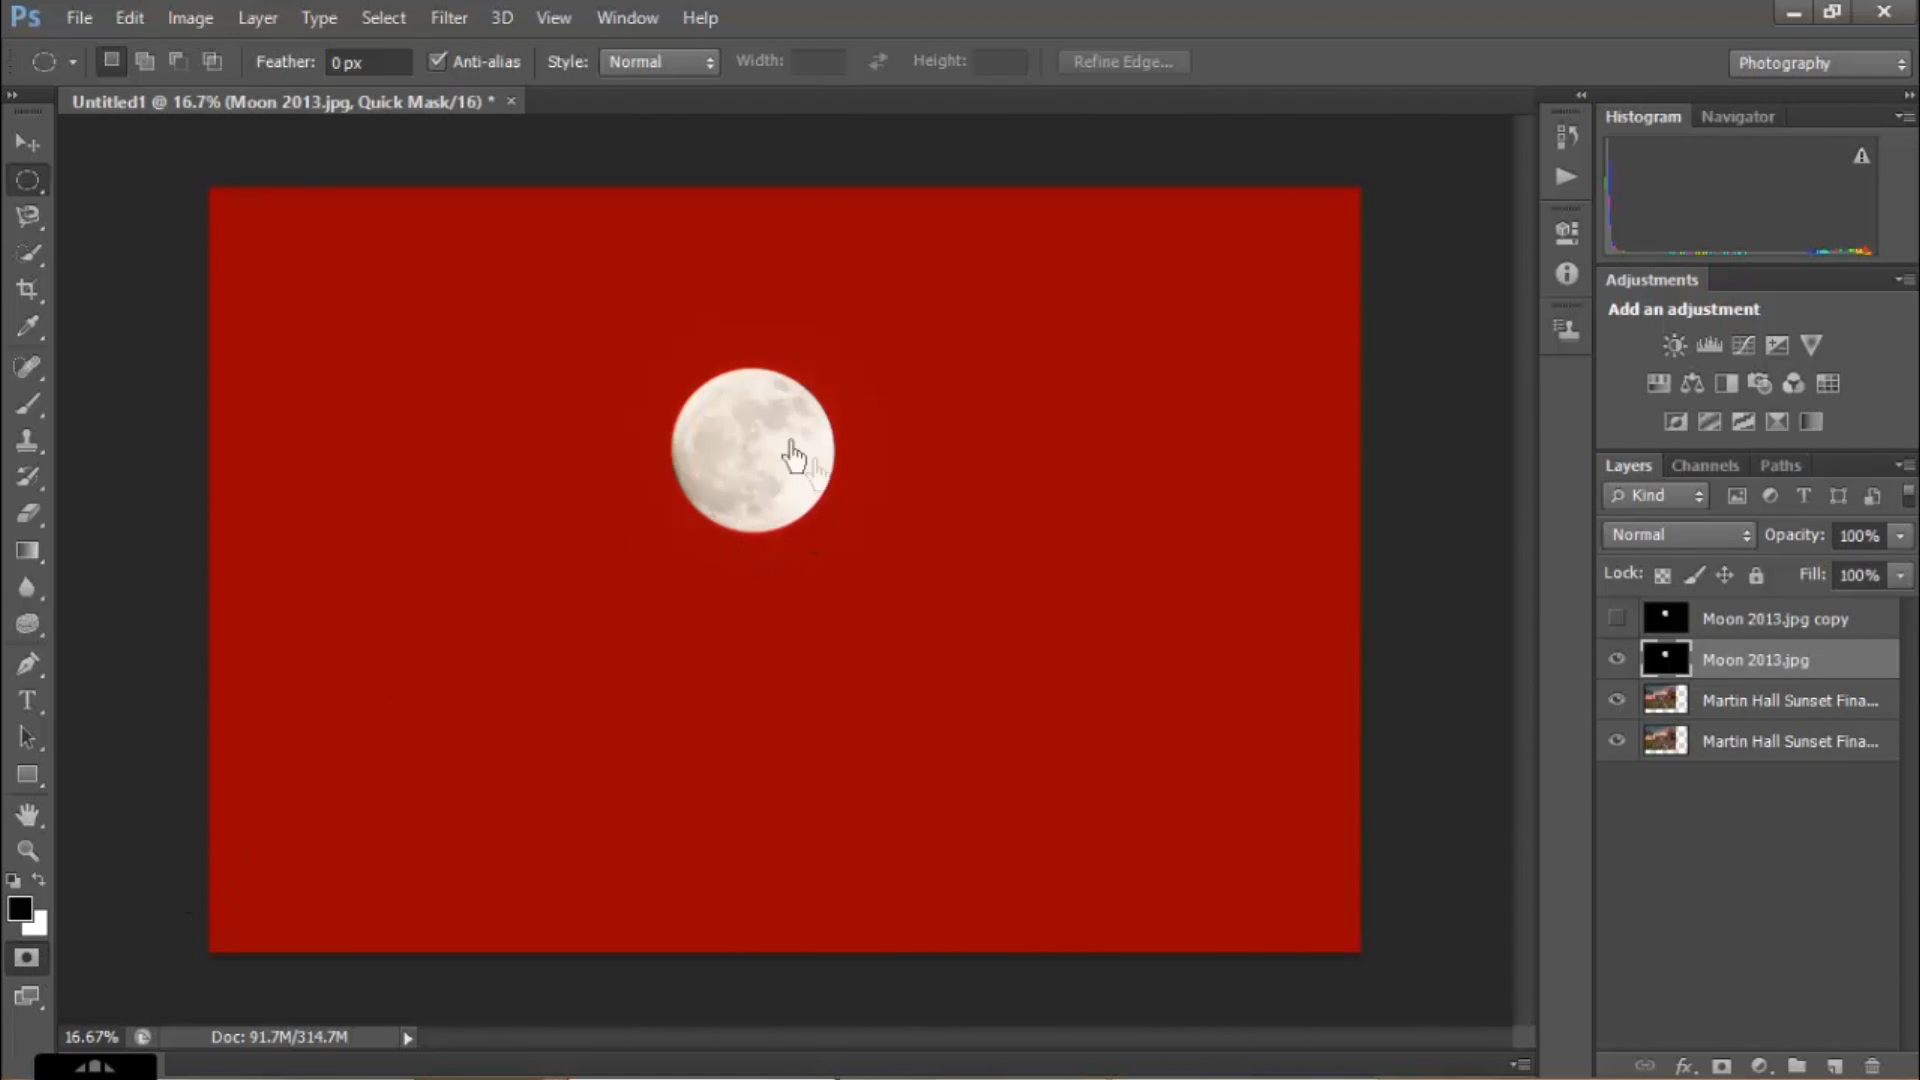 Ps File Edit Image Layer Type Select Filter 3D View Window Help
Feather: 0 px Anti-alias Style: Normal Width: Height: Refine Edge... Photography
Untitled1 @ 16.7% (Moon 2013.jpg, Quick Mask/16) * ×
Histogram Navigator
Adjustments
Add an adjustment
Layers Channels Paths
Kind T
Normal Opacity: 100%
Lock: Fill: 100%
Moon 2013.jpg copy
Moon 2013.jpg
Martin Hall Sunset Fina...
Martin Hall Sunset Fina...
T
16.67% Doc: 91.7M/314.7M
fx